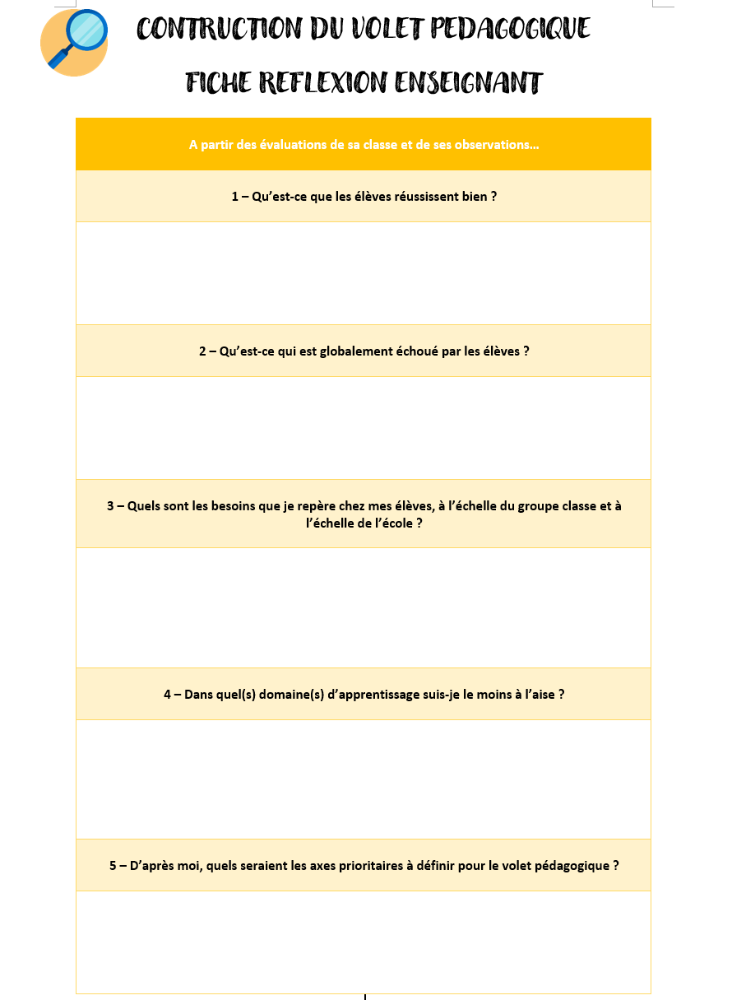 CONTRUCTION DU VOLET PEDAGOGIQUE
FICHE REFLEXION ENSEIGNANT
A partir des évaluations de sa classe et de ses observations…
1 – Qu’est-ce que les élèves réussissent bien ?
2 – Qu’est-ce qui est globalement échoué par les élèves ?
3 – Quels sont les besoins que je repère chez mes élèves, à l’échelle du groupe classe et à
l’échelle de l’école ?
4 – Dans quel(s) domaine(s) d’apprentissage suis-je le moins à l’aise ?
5 – D’après moi, quels seraient les axes prioritaires à définir pour le volet pédagogique ?